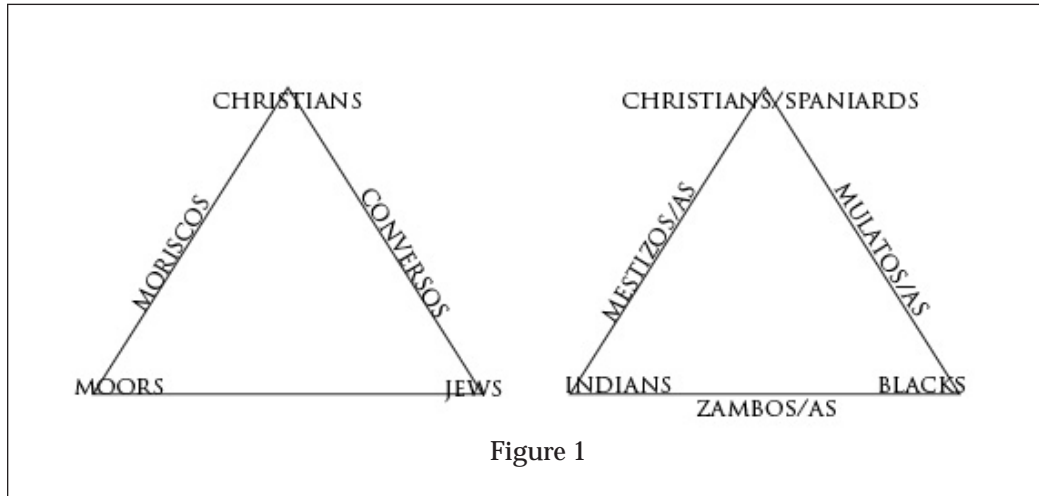 CHRISTIANS
MORISCOS
CONVERSOS
MOORS
JEWS
CHRISTIANS/SPANIARDS
MESTIZOS/AS
MULATOS/AS
INDIANS
BLACKS
ZAMBOS/AS
Figure 1